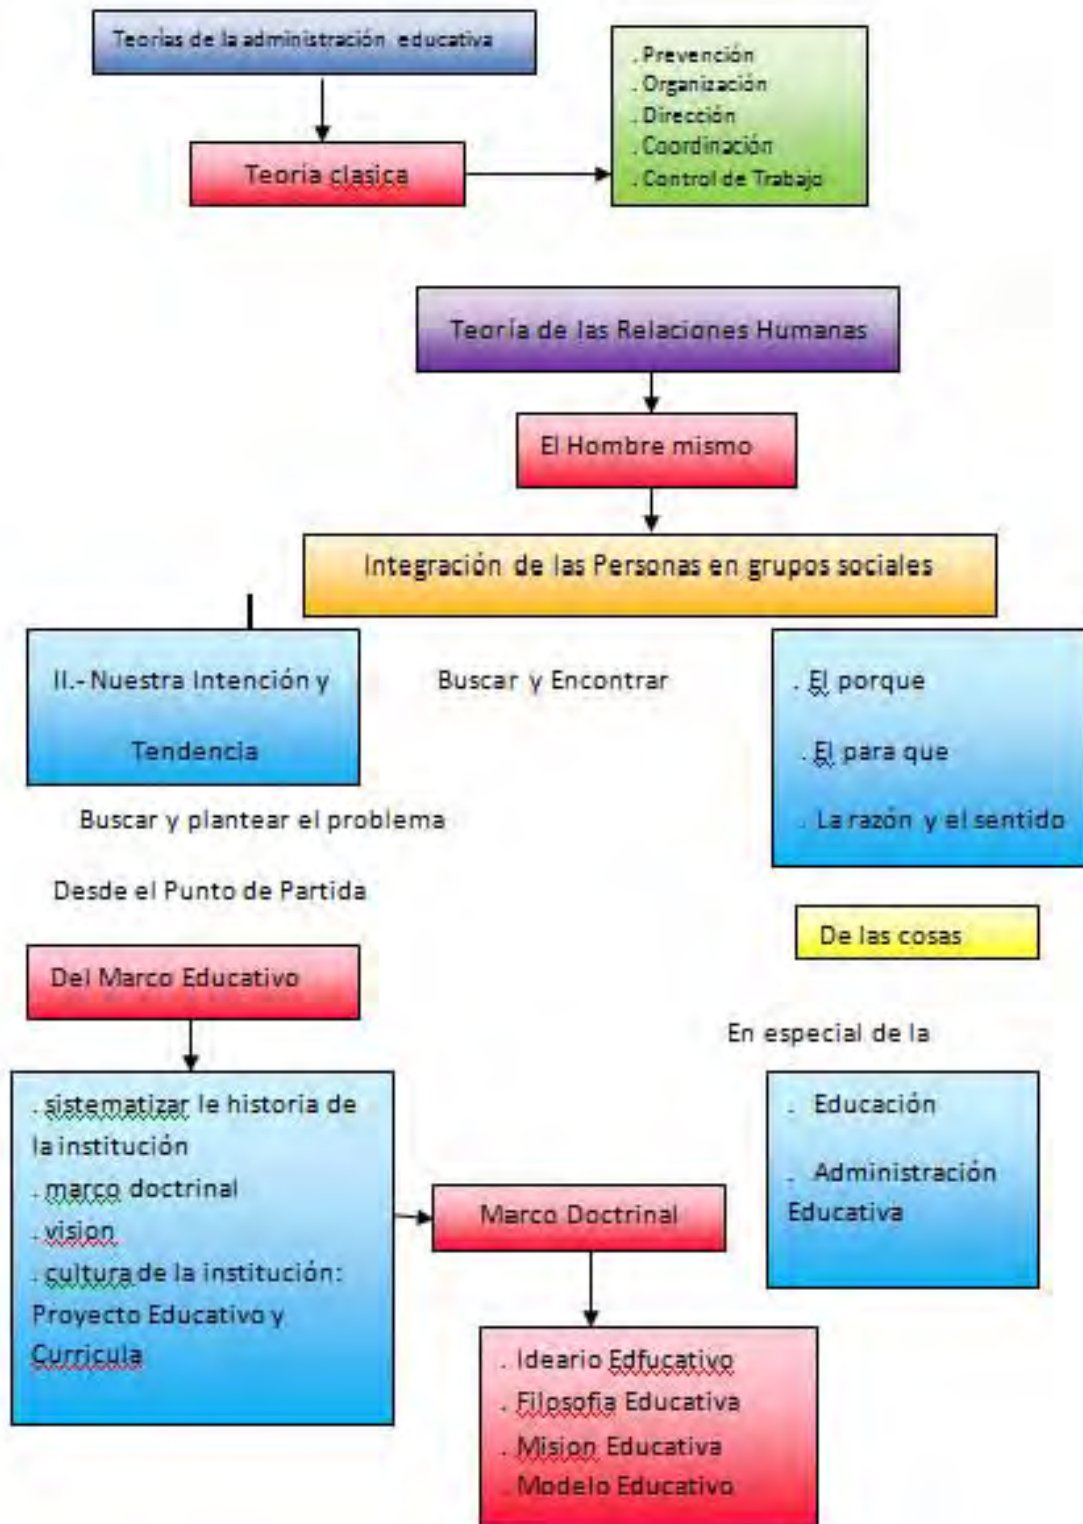 Teorías de la administración educativa
. Prevención
. Organización
. Dirección
. Coordinación
. Control de Trabajo
Teoría clasica
Teoría de las Relaciones Humanas
El Hombre mismo
Integración de las Personas en grupos sociales
II.- Nuestra Intención y
Tendencia
Buscar y Encontrar
. El porque
. El para que
. La razón y el sentido
Buscar y plantear el problema
Desde el Punto de Partida
De las cosas
Del Marco Educativo
En especial de la
. sistematizar le historia de
la institución
. marco doctrinal
. vision
. cultura de la institución:
Proyecto Educativo y
Curricula
. Educación
. Administración
Educativa
Marco Doctrinal
. Ideario Edfucativo
. Filosofia Educativa
. Mision Educativa
. Modelo Educativo